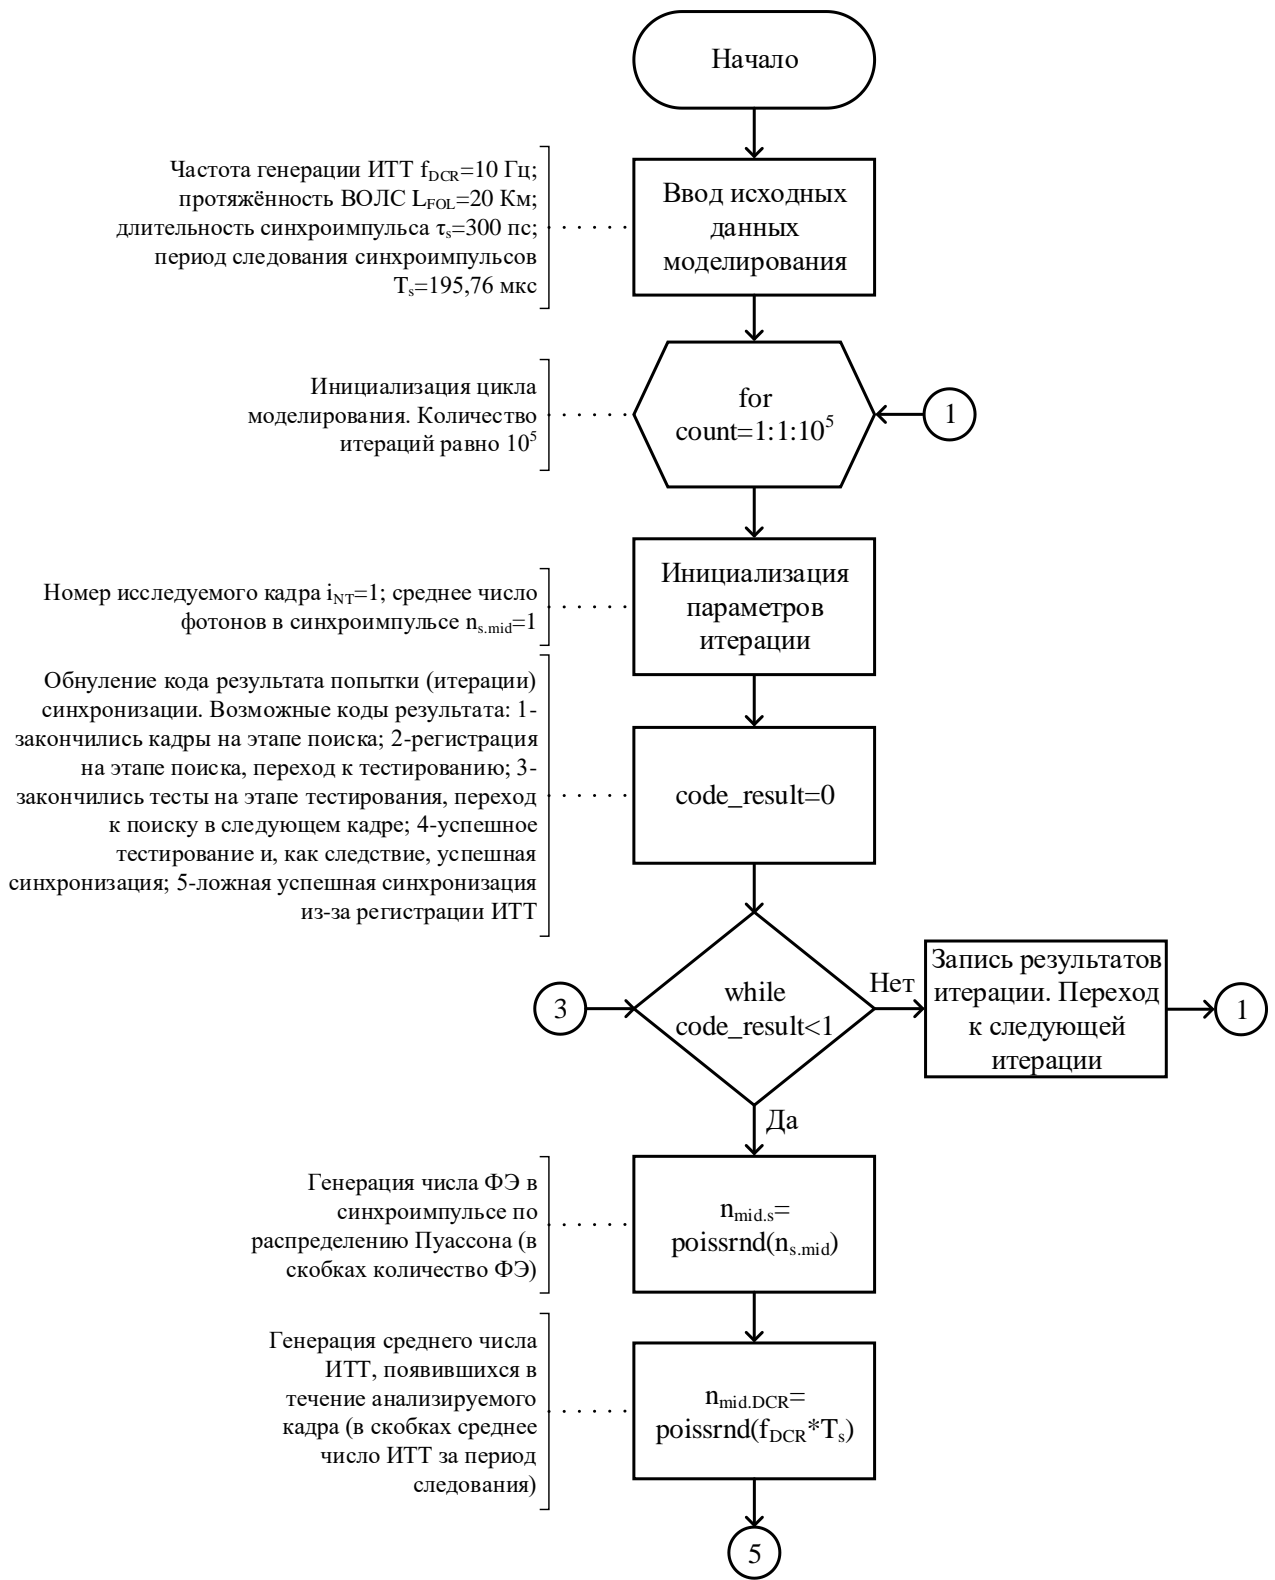 Начало
Частота генерации ИТТ f_DCR=10 Гц;
протяжённость ВОЛС L_FOL=20 Км;
длительность синхроимпульса τ_s=300 пс;
период следования синхроимпульсов
T_s=195,76 мкс
Ввод исходных
данных
моделирования
Инициализация цикла
моделирования. Количество
итераций равно 10^5
for
count=1:1:10^5
1
Номер исследуемого кадра i_NT=1; среднее число
фотонов в синхроимпульсе n_s.mid=1
Инициализация
параметров
итерации
Обнуление кода результата попытки (итерации)
синхронизации. Возможные коды результата: 1-
закончились кадры на этапе поиска; 2-регистрация
на этапе поиска, переход к тестированию; 3-
закончились тесты на этапе тестирования, переход
к поиску в следующем кадре; 4-успешное
тестирование и, как следствие, успешная
синхронизация; 5-ложная успешная синхронизация
из-за регистрации ИТТ
code_result=0
3
while
code_result<1
Нет
Запись результатов
итерации. Переход
к следующей
итерации
1
Да
Генерация числа ФЭ в
синхроимпульсе по
распределению Пуассона (в
скобках количество ФЭ)
n_mid.s=
poissrnd(n_s.mid)
Генерация среднего числа
ИТТ, появившихся в
течение анализируемого
кадра (в скобках среднее
число ИТТ за период
следования)
n_mid.DCR=
poissrnd(f_DCR*T_s)
5